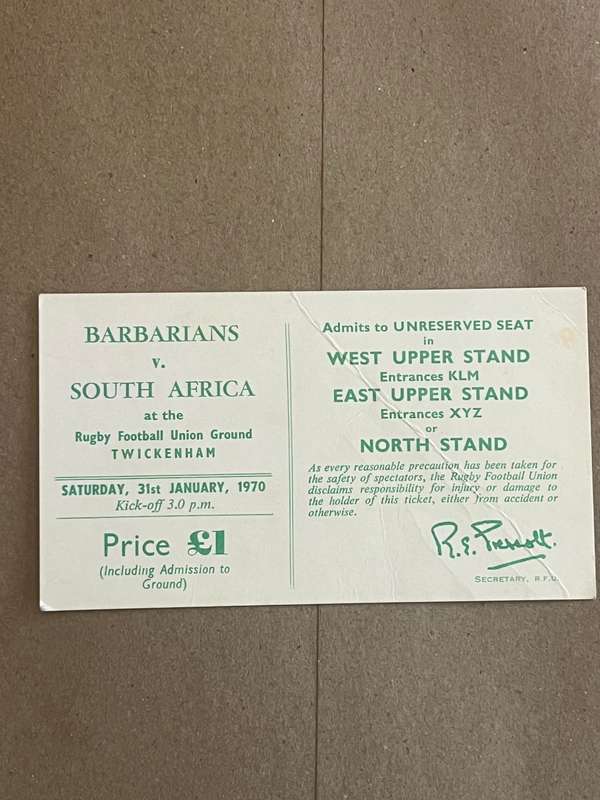 BARBARIANS
v.
SOUTH AFRICA
at the
Rugby Football Union Ground
TWICKENHAM
SATURDAY, 31st JANUARY, 1970
Kick-off 3.0 p.m.
Price £1
(Including Admission to
Ground)
Admits to UNRESERVED SEAT
in
WEST UPPER STAND
Entrances KLM
EAST UPPER STAND
Entrances XYZ
or
NORTH STAND
As every reasonable precaution has been taken for
the safety of spectators, the Rugby Football Union
disclaims responsibility for injury or damage to
the holder of this ticket, either from accident or
otherwise.
R.E. Prescott.
SECRETARY, R.F.U.